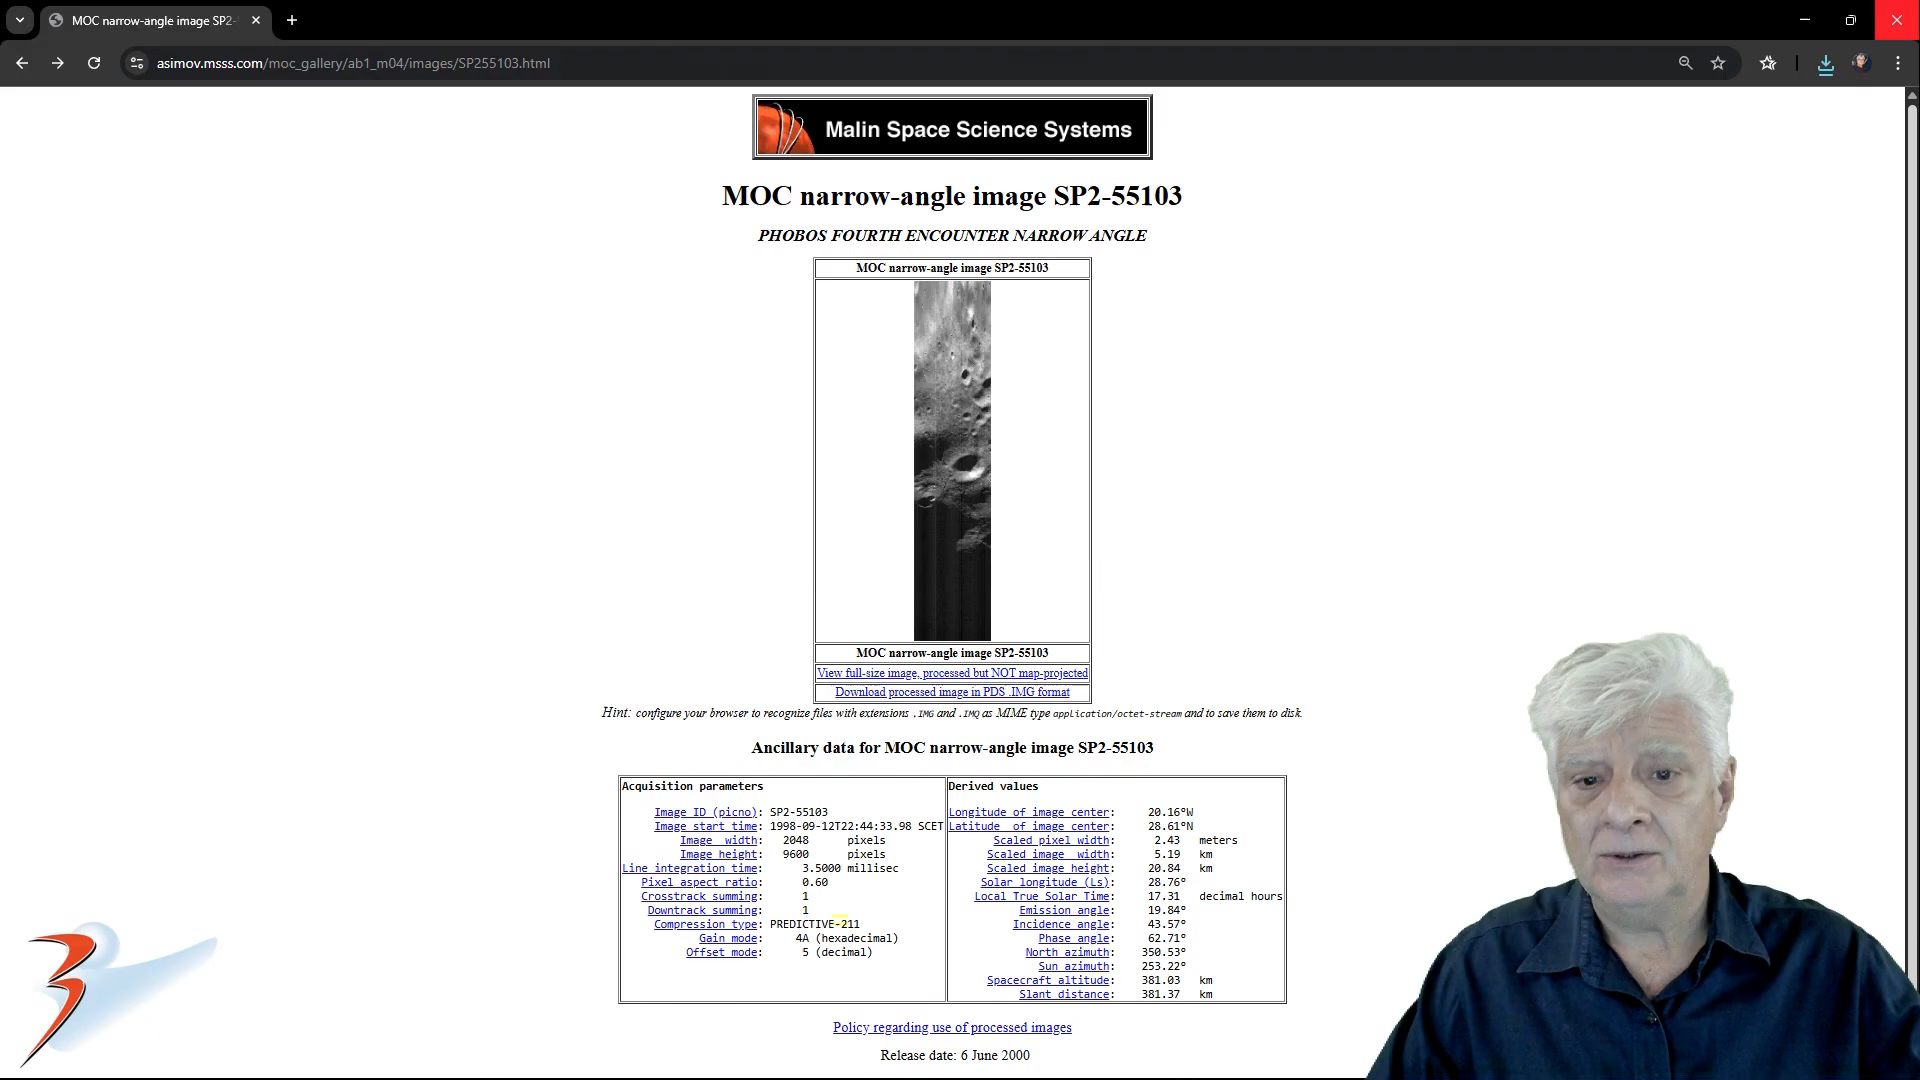 MOC narrow-angle image SP2-
asimov.msss.com/moc_gallery/ab1_m04/images/SP255103.html
Malin Space Science Systems
MOC narrow-angle image SP2-55103
PHOBOS FOURTH ENCOUNTER NARROW ANGLE
MOC narrow-angle image SP2-55103
MOC narrow-angle image SP2-55103
View full-size image, processed but NOT map-projected
Download processed image in PDS .IMG format
Hint: configure your browser to recognize files with extensions .IMG and .IMQ as MIME type application/octet-stream and to save them to disk.
Ancillary data for MOC narrow-angle image SP2-55103
Acquisition parameters
Image ID (picno): SP2-55103
Image start time: 1998-09-12T22:44:33.98 SCET
Image width: 2048 pixels
Image height: 9600 pixels
Line integration time: 3.5000 millisec
Pixel aspect ratio: 0.60
Crosstrack summing: 1
Downtrack summing: 1
Compression type: PREDICTIVE-211
Gain mode: 4A (hexadecimal)
Offset mode: 5 (decimal)
Derived values
Longitude of image center: 20.16°W
Latitude of image center: 28.61°N
Scaled pixel width: 2.43 meters
Scaled image width: 5.19 km
Scaled image height: 20.84 km
Solar longitude (Ls): 28.76°
Local True Solar Time: 17.31 decimal hours
Emission angle: 19.84°
Incidence angle: 43.57°
Phase angle: 62.71°
North azimuth: 350.53°
Sun azimuth: 253.22°
Spacecraft altitude: 381.03 km
Slant distance: 381.37 km
Policy regarding use of processed images
Release date: 6 June 2000